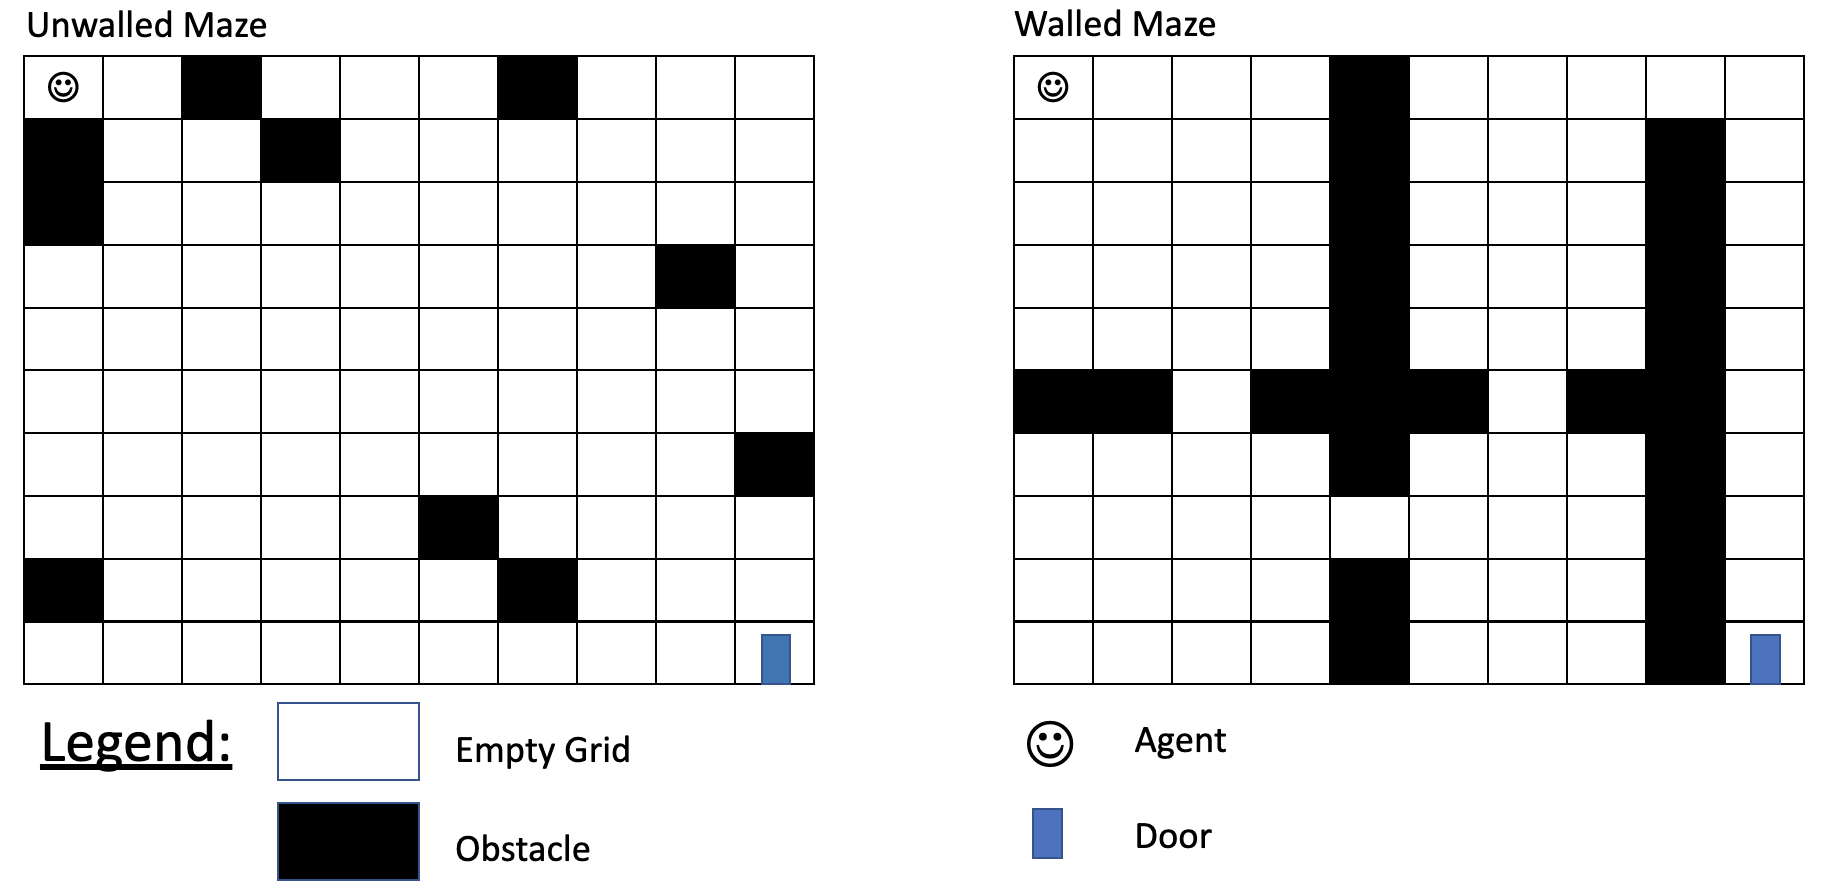 Unwalled Maze
Walled Maze
Legend:
Empty Grid
Agent
Obstacle
Door